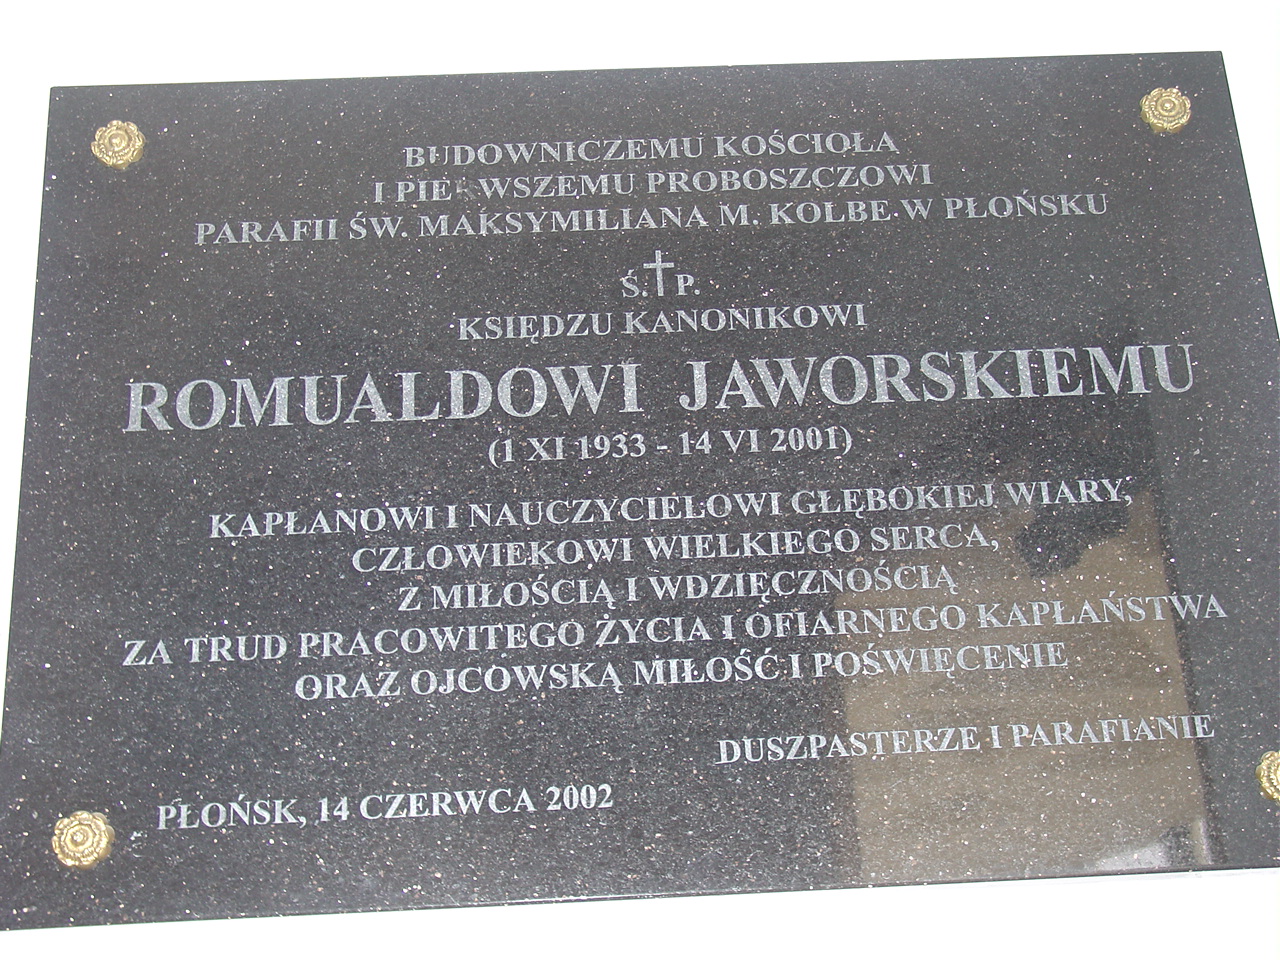 BUDOWNICZEMU KOŚCIOŁA
I PIERWSZEMU PROBOSZCZOWI
PARAFII ŚW. MAKSYMILIANA M. KOLBE W PŁOŃSKU
Ś.†P.
KSIĘDZU KANONIKOWI
ROMUALDOWI JAWORSKIEMU
(1 XI 1933 - 14 VI 2001)
KAPŁANOWI I NAUCZYCIELOWI GŁĘBOKIEJ WIARY,
CZŁOWIEKOWI WIELKIEGO SERCA,
Z MIŁOŚCIĄ I WDZIĘCZNOŚCIĄ
ZA TRUD PRACOWITEGO ŻYCIA I OFIARNEGO KAPŁAŃSTWA
ORAZ OJCOWSKĄ MIŁOŚĆ I POŚWIĘCENIE
DUSZPASTERZE I PARAFIANIE
PŁOŃSK, 14 CZERWCA 2002